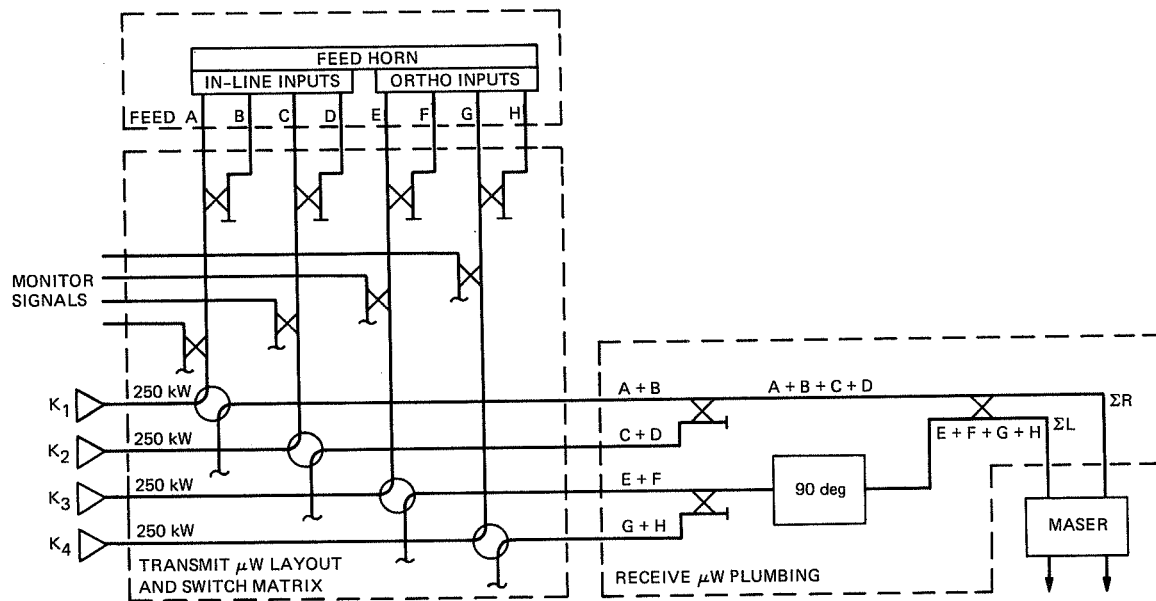 FEED HORN
IN-LINE INPUTS
ORTHO INPUTS
FEED
A
B
C
D
E
F
G
H
MONITOR
SIGNALS
K1
250 kW
K2
250 kW
K3
250 kW
K4
250 kW
TRANSMIT μW LAYOUT
AND SWITCH MATRIX
A + B
A + B + C + D
ΣR
C + D
E + F + G + H
ΣL
E + F
90 deg
G + H
MASER
RECEIVE μW PLUMBING